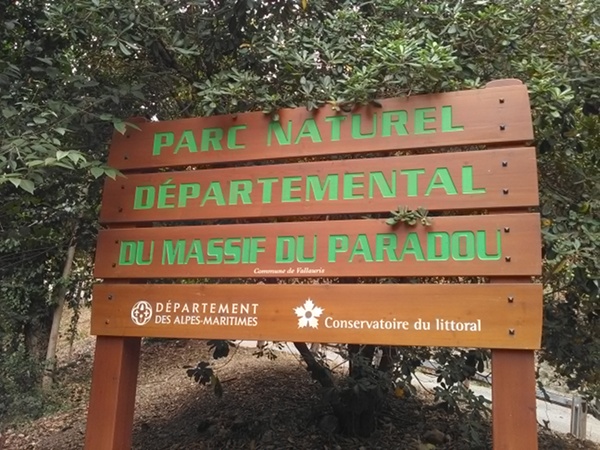 PARC NATUREL
DÉPARTEMENTAL
DU MASSIF DU PARADOU
Commune de Vallauris
DÉPARTEMENT
DES ALPES-MARITIMES
Conservatoire du littoral